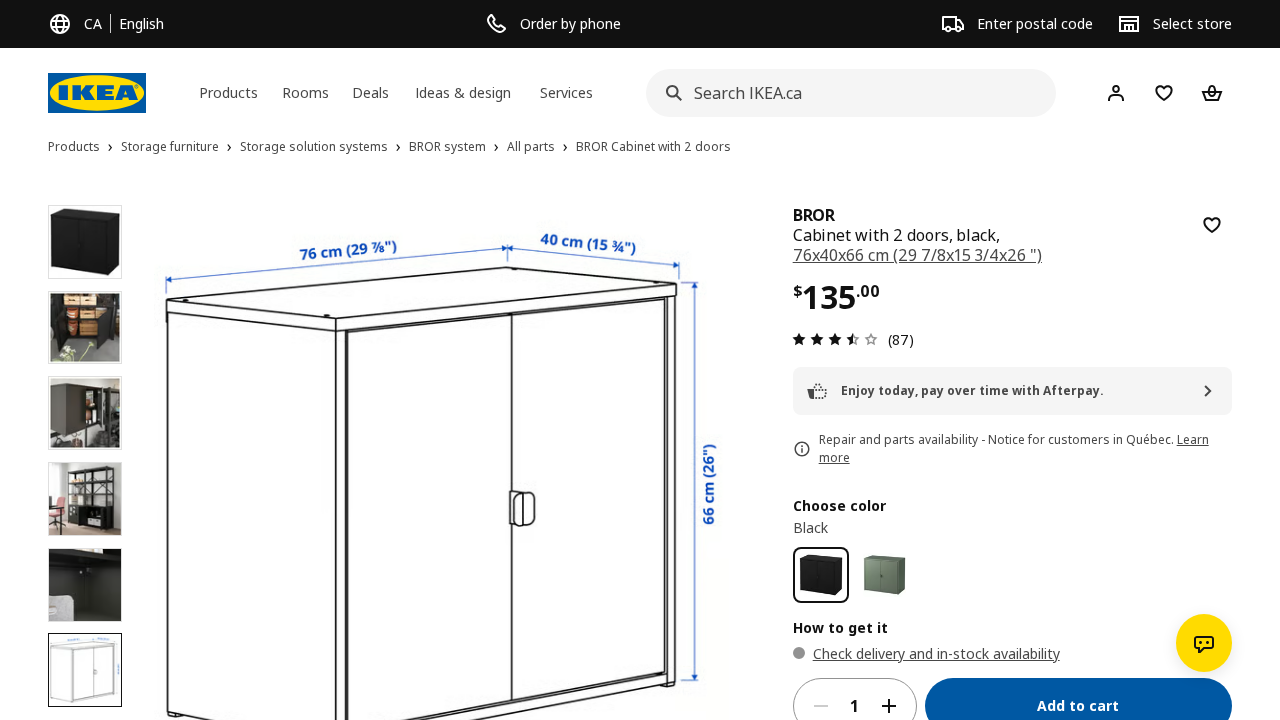 CA | English
Order by phone
Enter postal code
Select store
IKEA
Products
Rooms
Deals
Ideas & design
Services
Search IKEA.ca
Products › Storage furniture › Storage solution systems › BROR system › All parts › BROR Cabinet with 2 doors
76 cm (29 ⅞")
40 cm (15 ¾")
66 cm (26")
BROR
Cabinet with 2 doors, black,
76x40x66 cm (29 7/8x15 3/4x26 ")
$135.00
(87)
Enjoy today, pay over time with Afterpay.
Repair and parts availability - Notice for customers in Québec. Learn
more
Choose color
Black
How to get it
Check delivery and in-stock availability
1
Add to cart